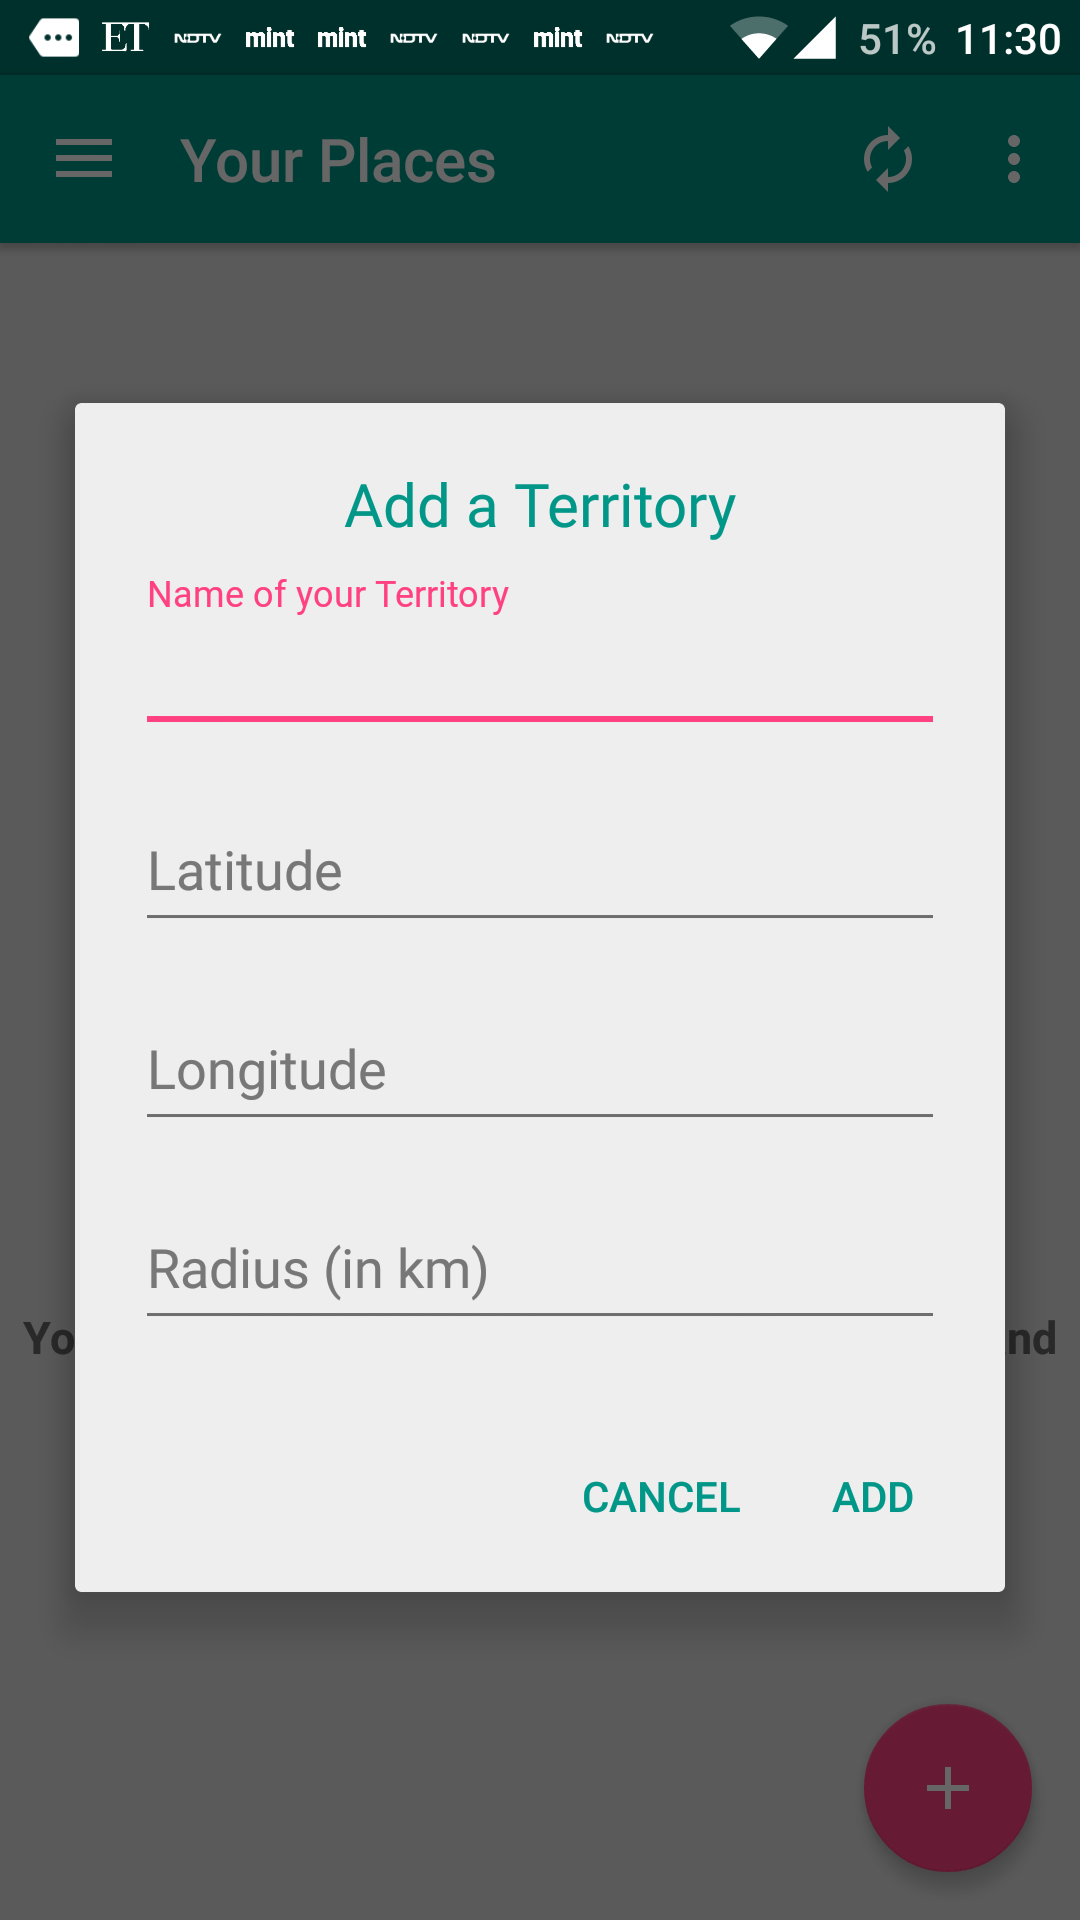 ET NDTV mint mint NDTV NDTV mint NDTV 51% 11:30
Your Places
Add a Territory
Name of your Territory
Latitude
Longitude
Radius (in km)
Yo nd
CANCEL ADD